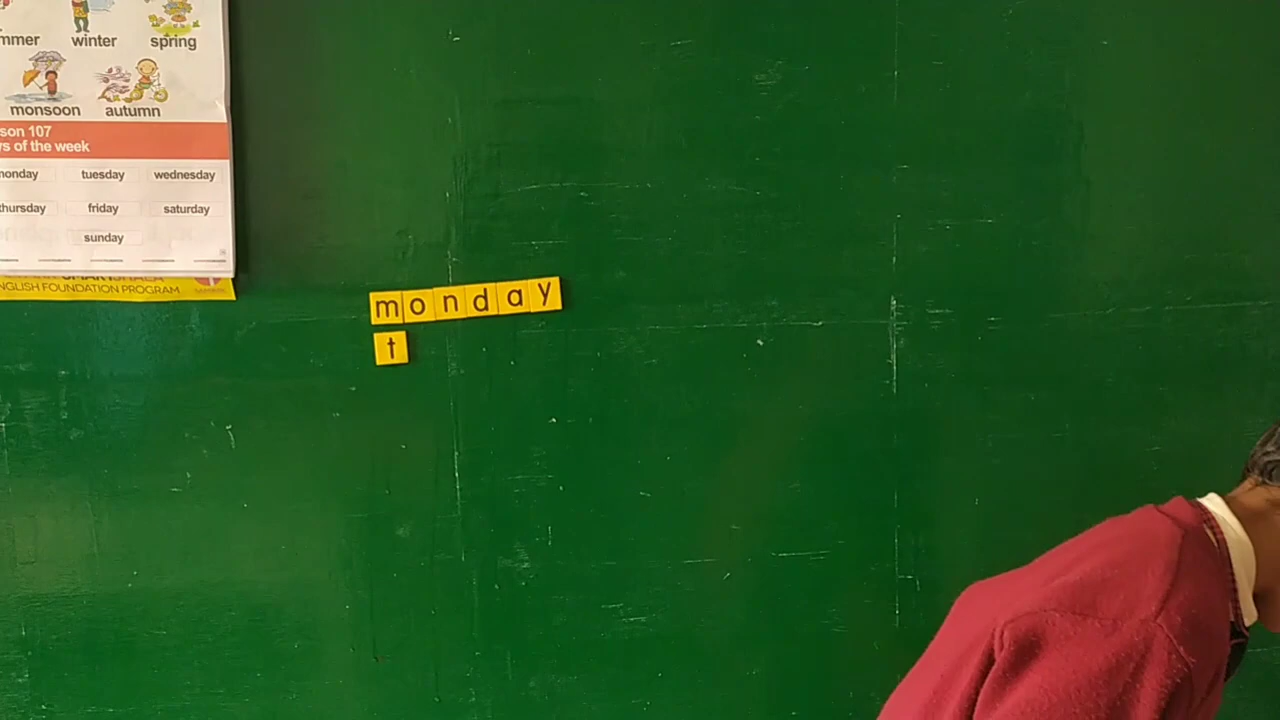 mmer winter spring
monsoon autumn
son 107
s of the week
monday tuesday wednesday
thursday friday saturday
sunday
NGLISH FOUNDATION PROGRAM
monday
t